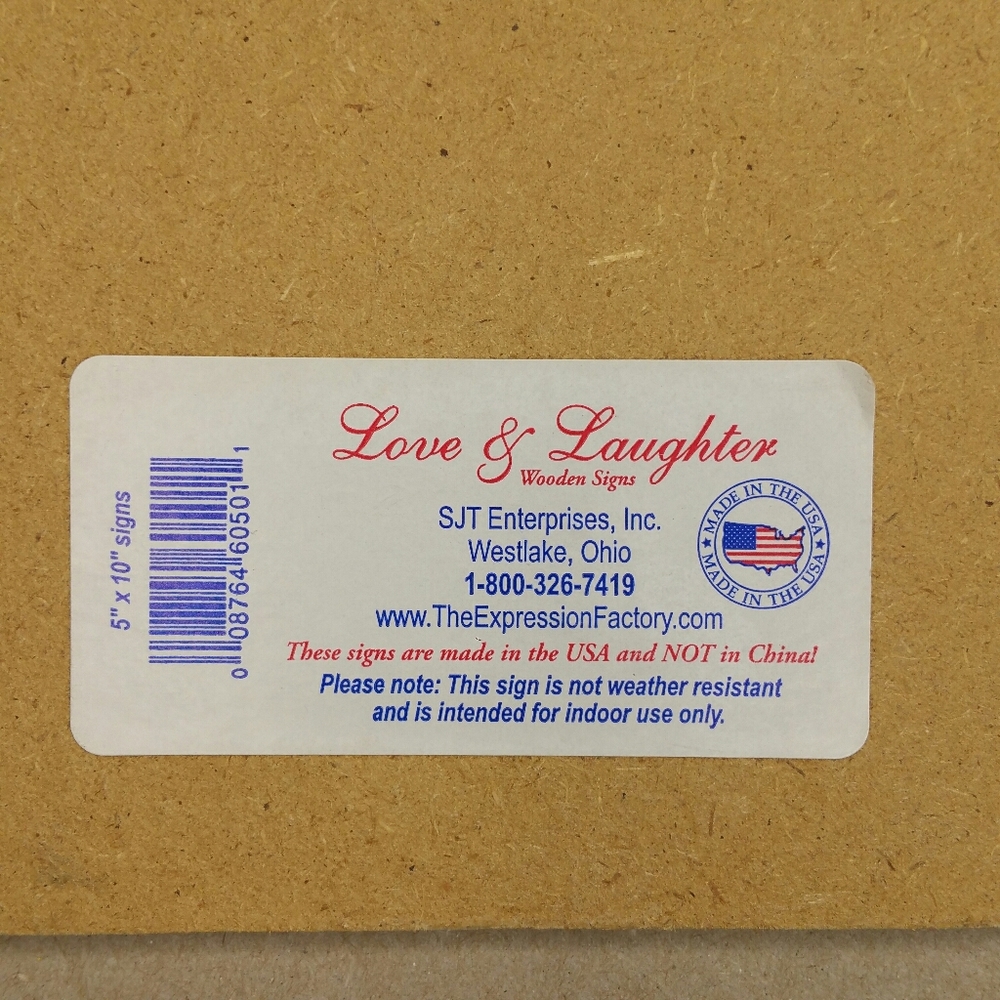 5" x 10" signs
0 08764 60501 1
Love & Laughter
Wooden Signs
SJT Enterprises, Inc.
Westlake, Ohio
1-800-326-7419
www.TheExpressionFactory.com
These signs are made in the USA and NOT in China!
Please note: This sign is not weather resistant
and is intended for indoor use only.
MADE IN THE USA
MADE IN THE USA